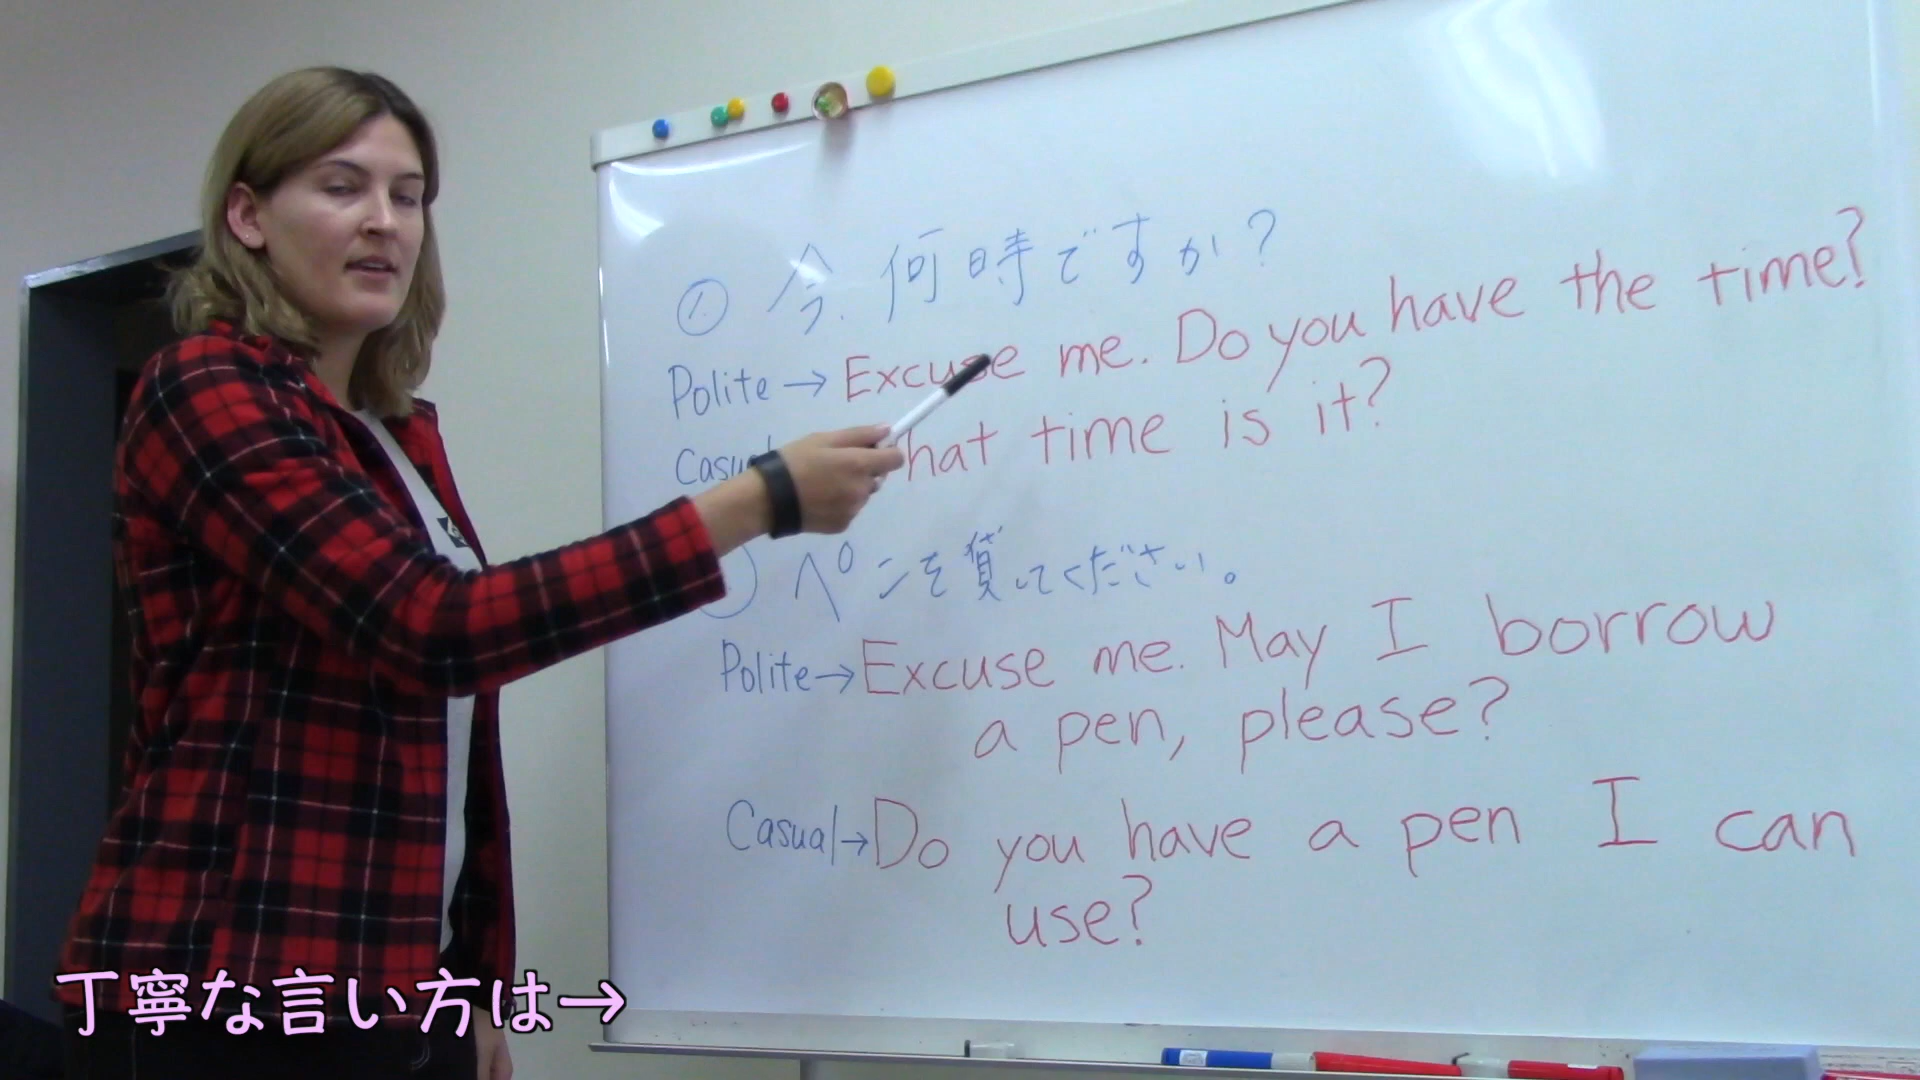 ① 今、何時ですか?
Polite → Excuse me. Do you have the time?
hat time is it?
ペンを貸してください。
Polite → Excuse me. May I borrow
a pen, please?
Casual → Do you have a pen I can
use?
丁寧な言い方は→